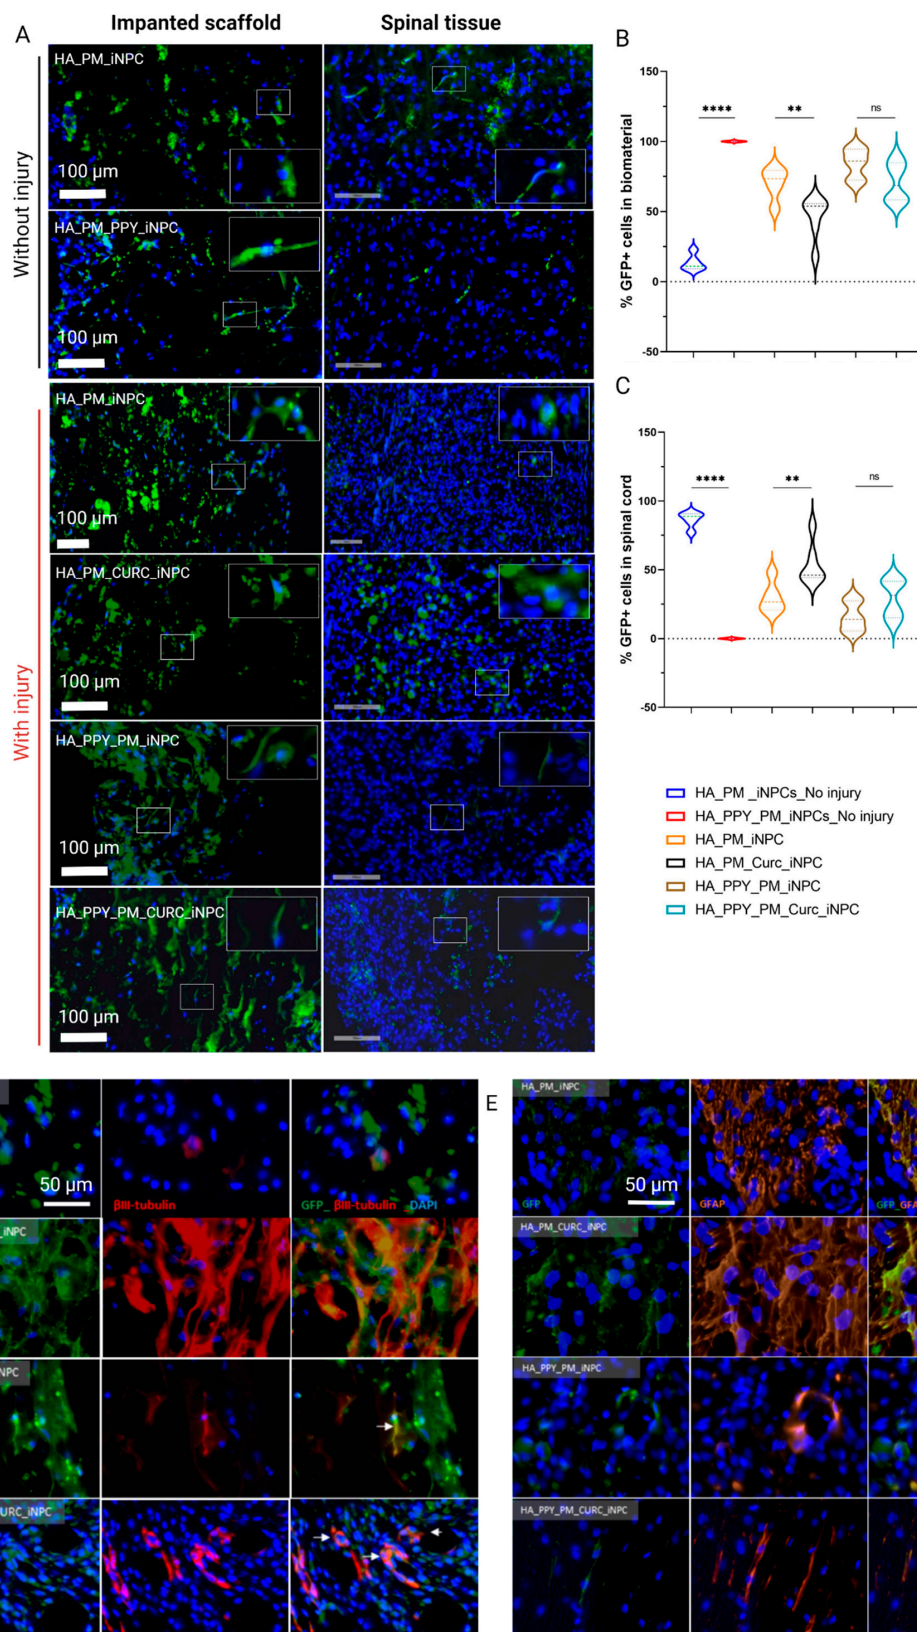 A
Impanted scaffold
Spinal tissue
Without injury
HA_PM_iNPC
100 µm
HA_PM_PPY_iNPC
100 µm
With injury
HA_PM_iNPC
100 µm
HA_PM_CURC_iNPC
100 µm
HA_PPY_PM_iNPC
100 µm
HA_PPY_PM_CURC_iNPC
100 µm
B
% GFP+ cells in biomaterial
150
100
50
0
-50
****
**
ns
C
% GFP+ cells in spinal cord
150
100
50
0
-50
****
**
ns
HA_PM _iNPCs_No injury
HA_PPY_PM_iNPCs_No injury
HA_PM_iNPC
HA_PM_Curc_iNPC
HA_PPY_PM_iNPC
HA_PPY_PM_Curc_iNPC
50 µm
βIII-tubulin
GFP_ βIII-tubulin _DAPI
_iNPC
NPC
URC_iNPC
E
HA_PM_iNPC
GFP
50 µm
GFAP
GFP_GFA
HA_PM_CURC_iNPC
HA_PPY_PM_iNPC
HA_PPY_PM_CURC_iNPC